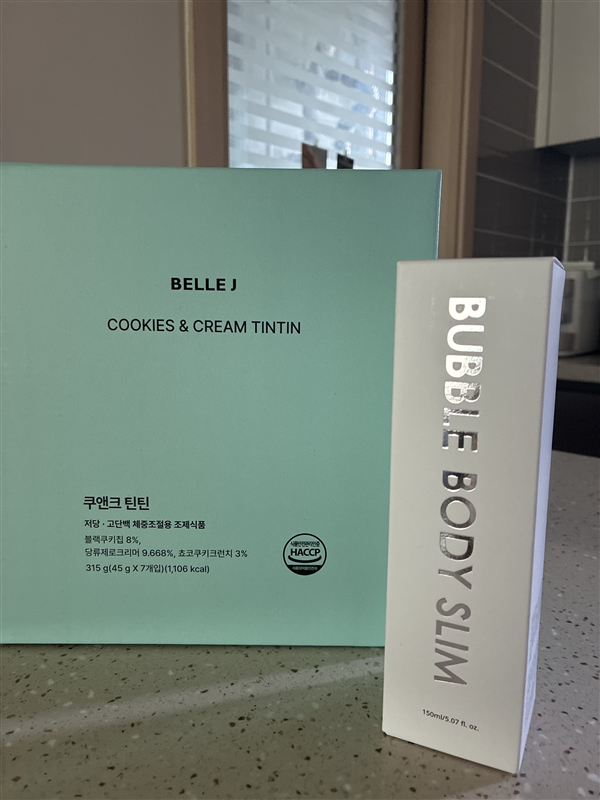 BELLE J
COOKIES & CREAM TINTIN
쿠앤크 틴틴
저당 · 고단백 체중조절용 조제식품
블랙쿠키칩 8%,
당류제로크리머 9.668%, 쵸코쿠키크런치 3%
315 g(45 g X 7개입)(1,106 kcal)
HACCP
BUBBLE BODY SLIM
150ml/5.07 fl. oz.